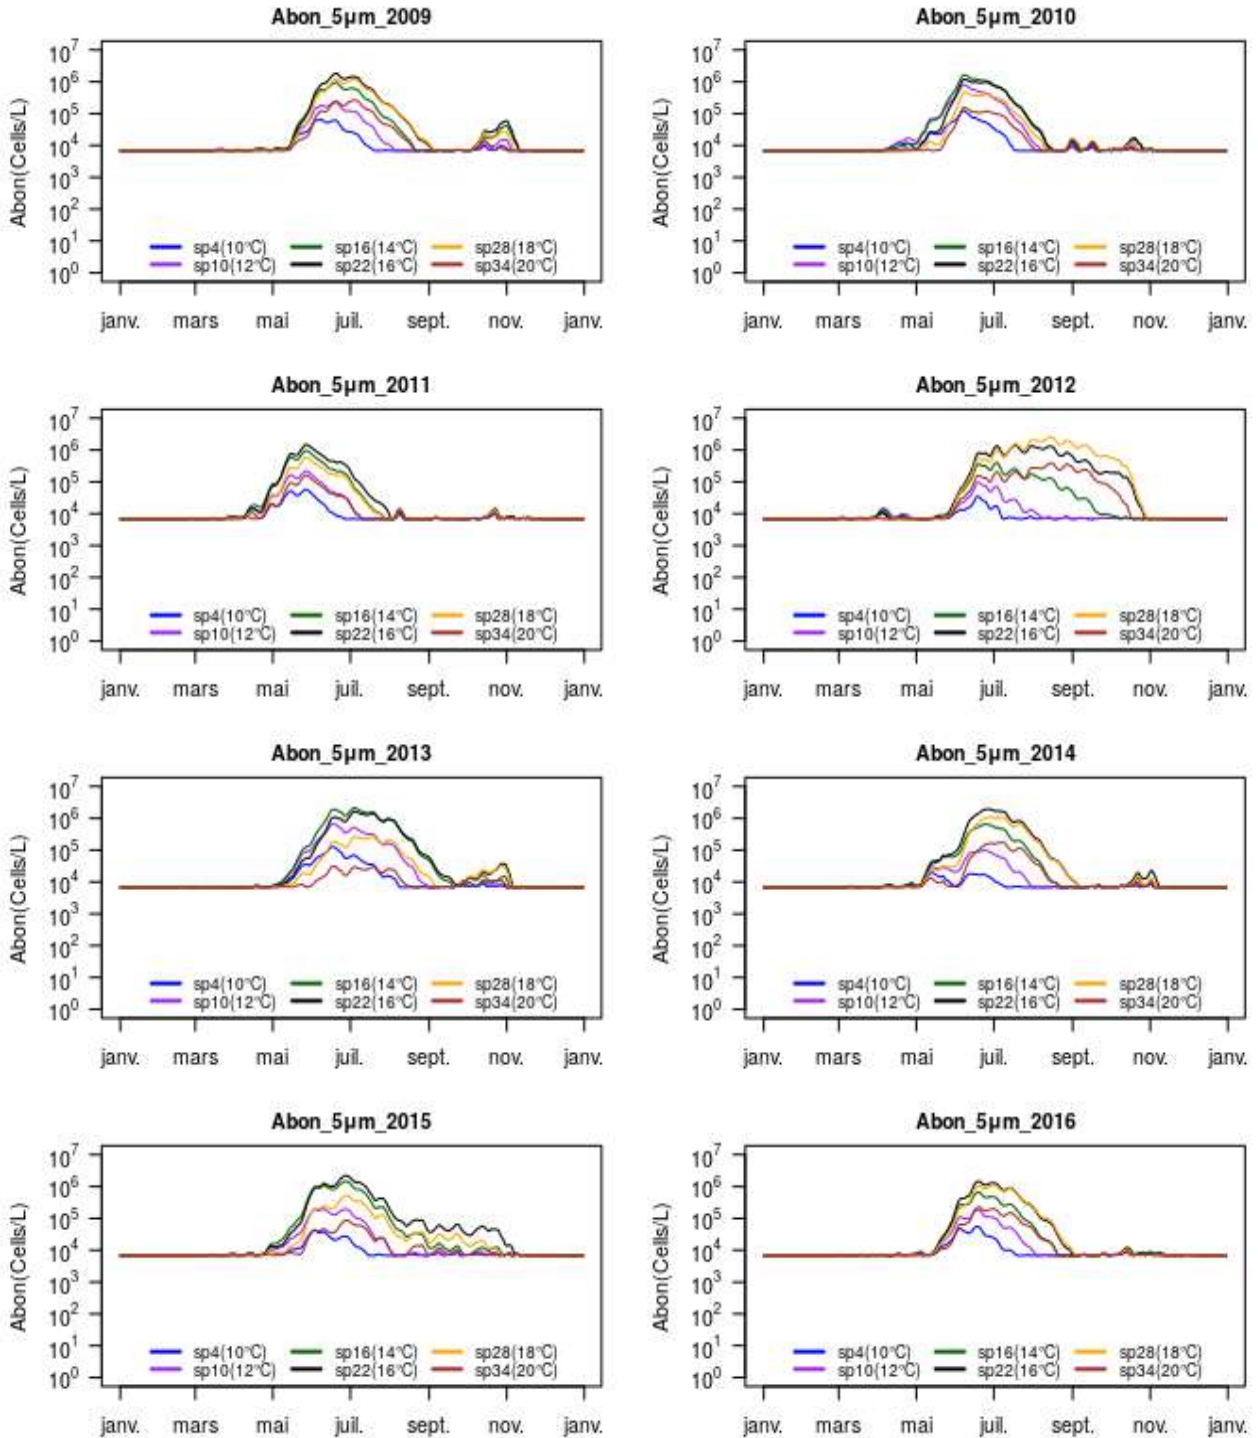 Abon_5µm_2009
Abon(Cells/L)
10⁷
10⁶
10⁵
10⁴
10³
10²
10¹
10⁰
sp4(10°C) sp16(14°C) sp28(18°C)
sp10(12°C) sp22(16°C) sp34(20°C)
janv. mars mai juil. sept. nov. janv.
Abon_5µm_2010
Abon(Cells/L)
10⁷
10⁶
10⁵
10⁴
10³
10²
10¹
10⁰
sp4(10°C) sp16(14°C) sp28(18°C)
sp10(12°C) sp22(16°C) sp34(20°C)
janv. mars mai juil. sept. nov. janv.
Abon_5µm_2011
Abon(Cells/L)
10⁷
10⁶
10⁵
10⁴
10³
10²
10¹
10⁰
sp4(10°C) sp16(14°C) sp28(18°C)
sp10(12°C) sp22(16°C) sp34(20°C)
janv. mars mai juil. sept. nov. janv.
Abon_5µm_2012
Abon(Cells/L)
10⁷
10⁶
10⁵
10⁴
10³
10²
10¹
10⁰
sp4(10°C) sp16(14°C) sp28(18°C)
sp10(12°C) sp22(16°C) sp34(20°C)
janv. mars mai juil. sept. nov. janv.
Abon_5µm_2013
Abon(Cells/L)
10⁷
10⁶
10⁵
10⁴
10³
10²
10¹
10⁰
sp4(10°C) sp16(14°C) sp28(18°C)
sp10(12°C) sp22(16°C) sp34(20°C)
janv. mars mai juil. sept. nov. janv.
Abon_5µm_2014
Abon(Cells/L)
10⁷
10⁶
10⁵
10⁴
10³
10²
10¹
10⁰
sp4(10°C) sp16(14°C) sp28(18°C)
sp10(12°C) sp22(16°C) sp34(20°C)
janv. mars mai juil. sept. nov. janv.
Abon_5µm_2015
Abon(Cells/L)
10⁷
10⁶
10⁵
10⁴
10³
10²
10¹
10⁰
sp4(10°C) sp16(14°C) sp28(18°C)
sp10(12°C) sp22(16°C) sp34(20°C)
janv. mars mai juil. sept. nov. janv.
Abon_5µm_2016
Abon(Cells/L)
10⁷
10⁶
10⁵
10⁴
10³
10²
10¹
10⁰
sp4(10°C) sp16(14°C) sp28(18°C)
sp10(12°C) sp22(16°C) sp34(20°C)
janv. mars mai juil. sept. nov. janv.